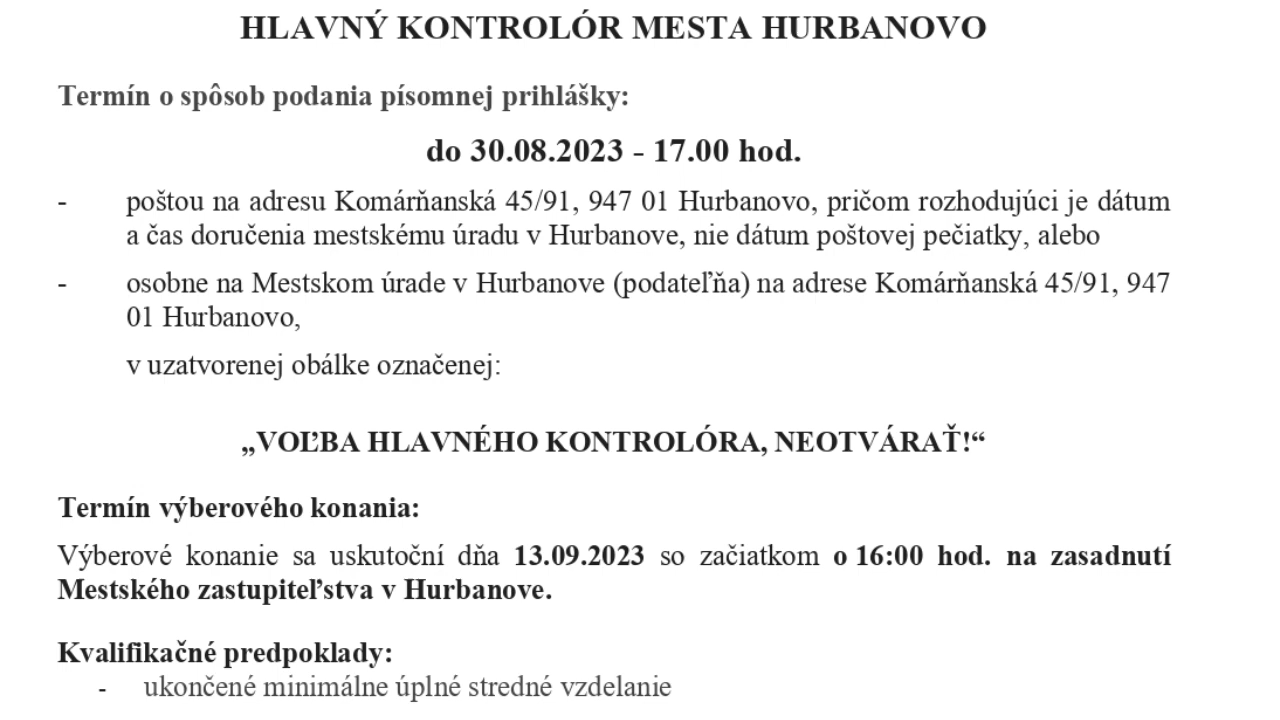 HLAVNÝ KONTROLÓR MESTA HURBANOVO
Termín o spôsob podania písomnej prihlášky:
do 30.08.2023 - 17.00 hod.
- poštou na adresu Komárňanská 45/91, 947 01 Hurbanovo, pričom rozhodujúci je dátum
a čas doručenia mestskému úradu v Hurbanove, nie dátum poštovej pečiatky, alebo
- osobne na Mestskom úrade v Hurbanove (podateľňa) na adrese Komárňanská 45/91, 947
01 Hurbanovo,
v uzatvorenej obálke označenej:
„VOĽBA HLAVNÉHO KONTROLÓRA, NEOTVÁRAŤ!“
Termín výberového konania:
Výberové konanie sa uskutoční dňa 13.09.2023 so začiatkom o 16:00 hod. na zasadnutí
Mestského zastupiteľstva v Hurbanove.
Kvalifikačné predpoklady:
- ukončené minimálne úplné stredné vzdelanie